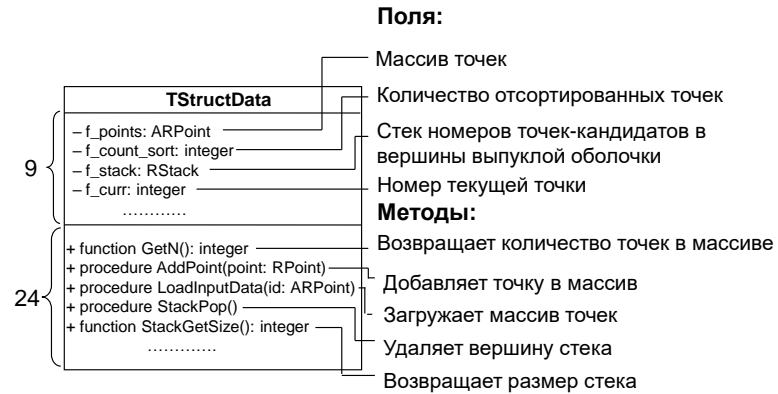 Поля:
Массив точек
TStructData
Количество отсортированных точек
– f_points: ARPoint
– f_count_sort: integer
– f_stack: RStack
– f_curr: integer
…………
9
Стек номеров точек-кандидатов в
вершины выпуклой оболочки
Номер текущей точки
Методы:
Возвращает количество точек в массиве
+ function GetN(): integer
+ procedure AddPoint(point: RPoint)
+ procedure LoadInputData(id: ARPoint)
+ procedure StackPop()
+ function StackGetSize(): integer
………….
24
Добавляет точку в массив
Загружает массив точек
Удаляет вершину стека
Возвращает размер стека